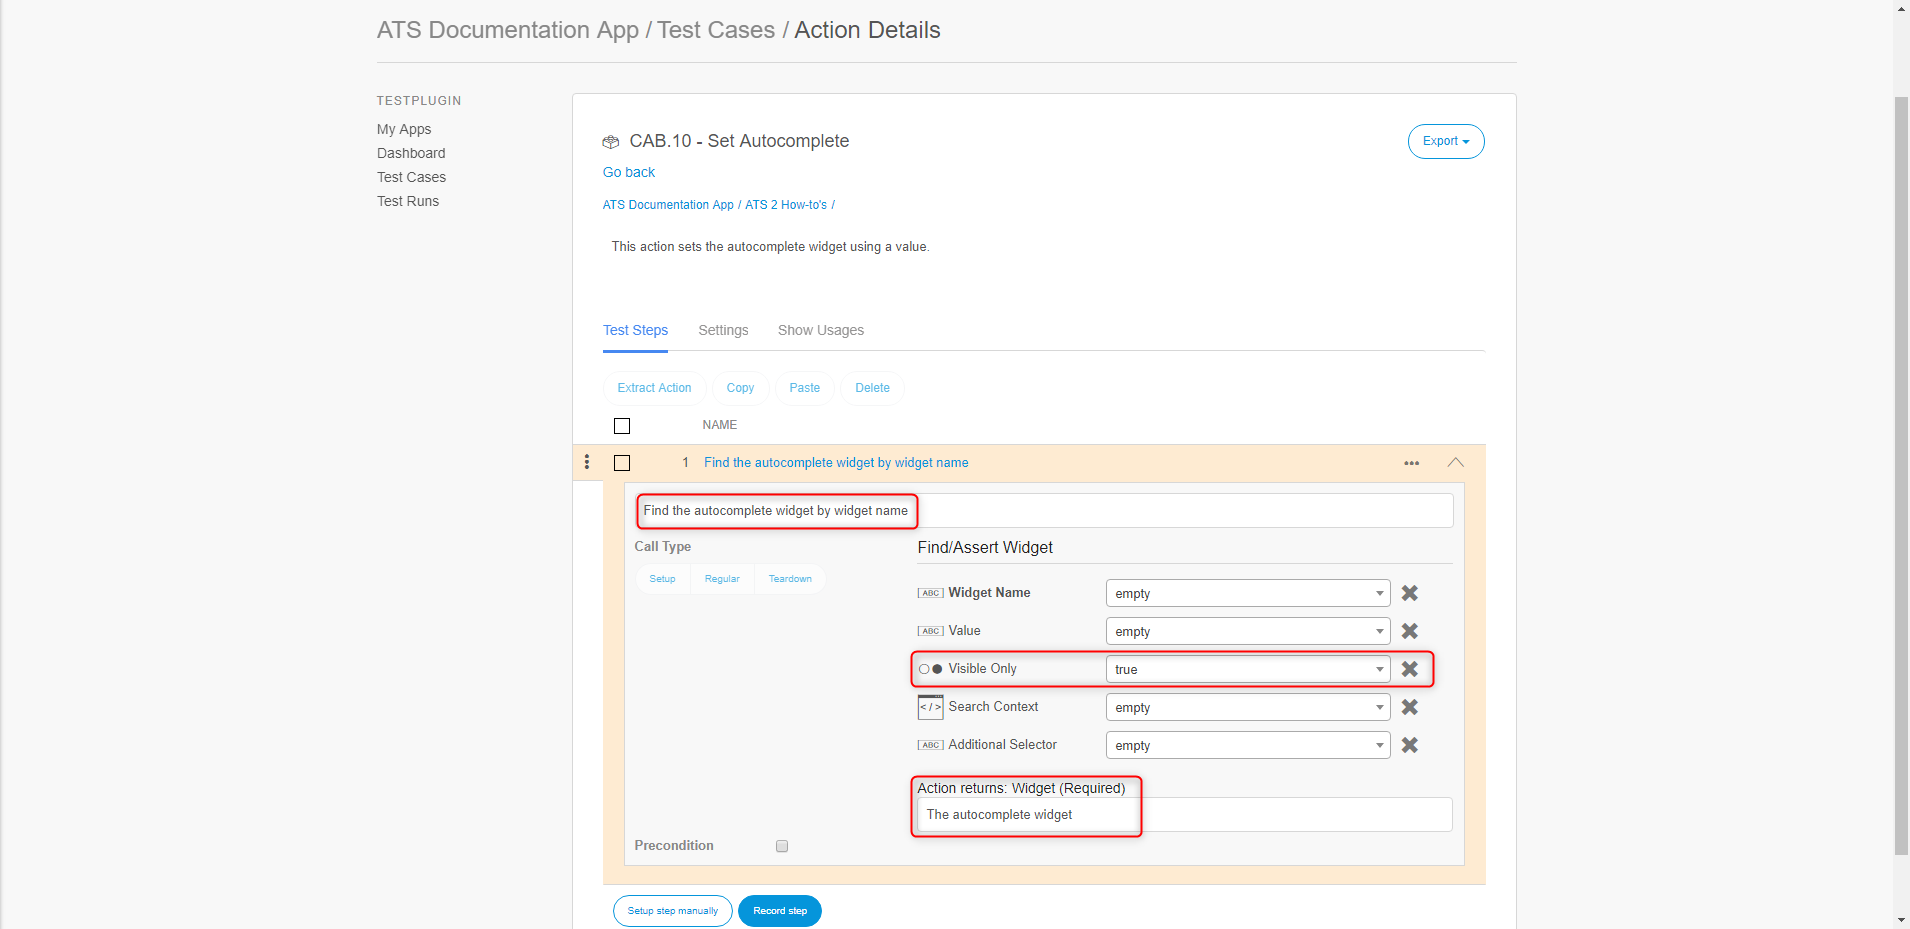 ATS Documentation App / Test Cases / Action Details
TESTPLUGIN
My Apps
Dashboard
Test Cases
Test Runs
CAB.10 - Set Autocomplete
Export
Go back
ATS Documentation App / ATS 2 How-to's /
This action sets the autocomplete widget using a value.
Test Steps Settings Show Usages
Extract Action Copy Paste Delete
NAME
1 Find the autocomplete widget by widget name
Find the autocomplete widget by widget name
Call Type
Setup Regular Teardown
Find/Assert Widget
ABC Widget Name empty
ABC Value empty
Visible Only true
</> Search Context empty
ABC Additional Selector empty
Action returns: Widget (Required)
The autocomplete widget
Precondition
Setup step manually Record step